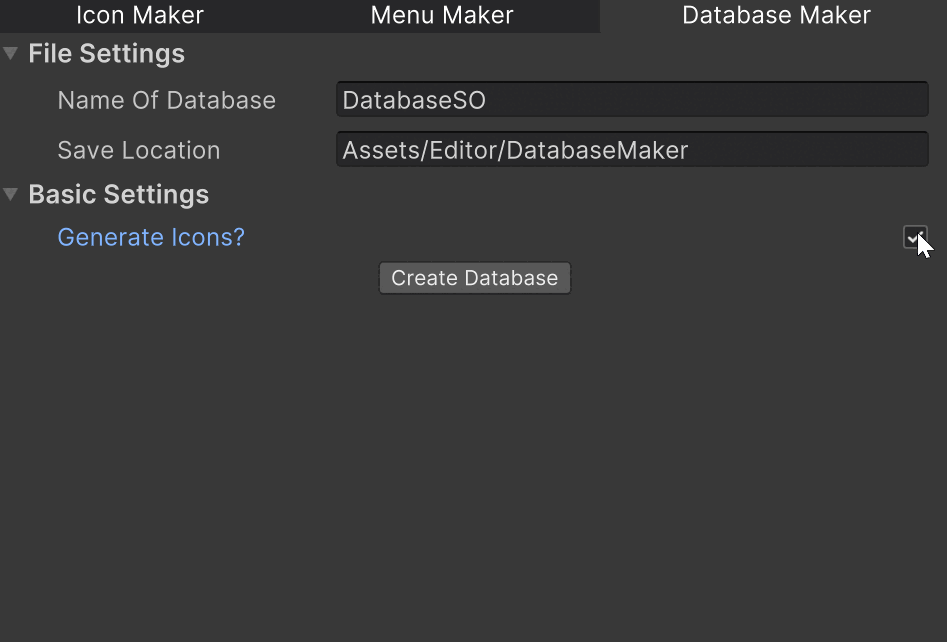 Icon Maker Menu Maker Database Maker
File Settings
Name Of Database DatabaseSO
Save Location Assets/Editor/DatabaseMaker
Basic Settings
Generate Icons?
Create Database